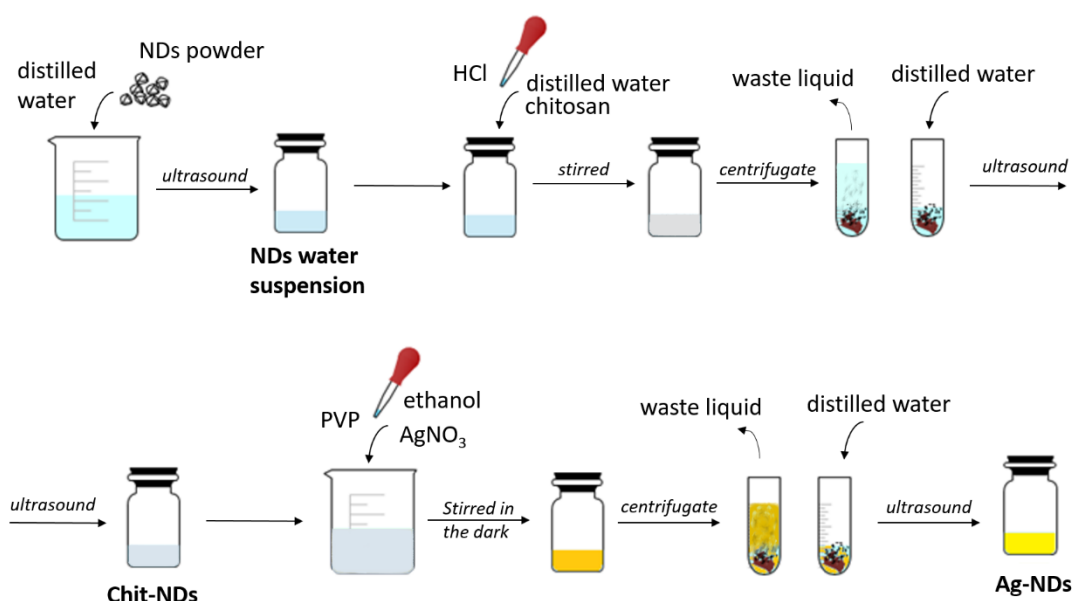 NDs powder
distilled
water
ultrasound
NDs water
suspension
HCl
distilled water
chitosan
stirred
centrifugate
waste liquid
distilled water
ultrasound
ultrasound
Chit-NDs
PVP
ethanol
AgNO₃
Stirred in
the dark
centrifugate
waste liquid
distilled water
ultrasound
Ag-NDs